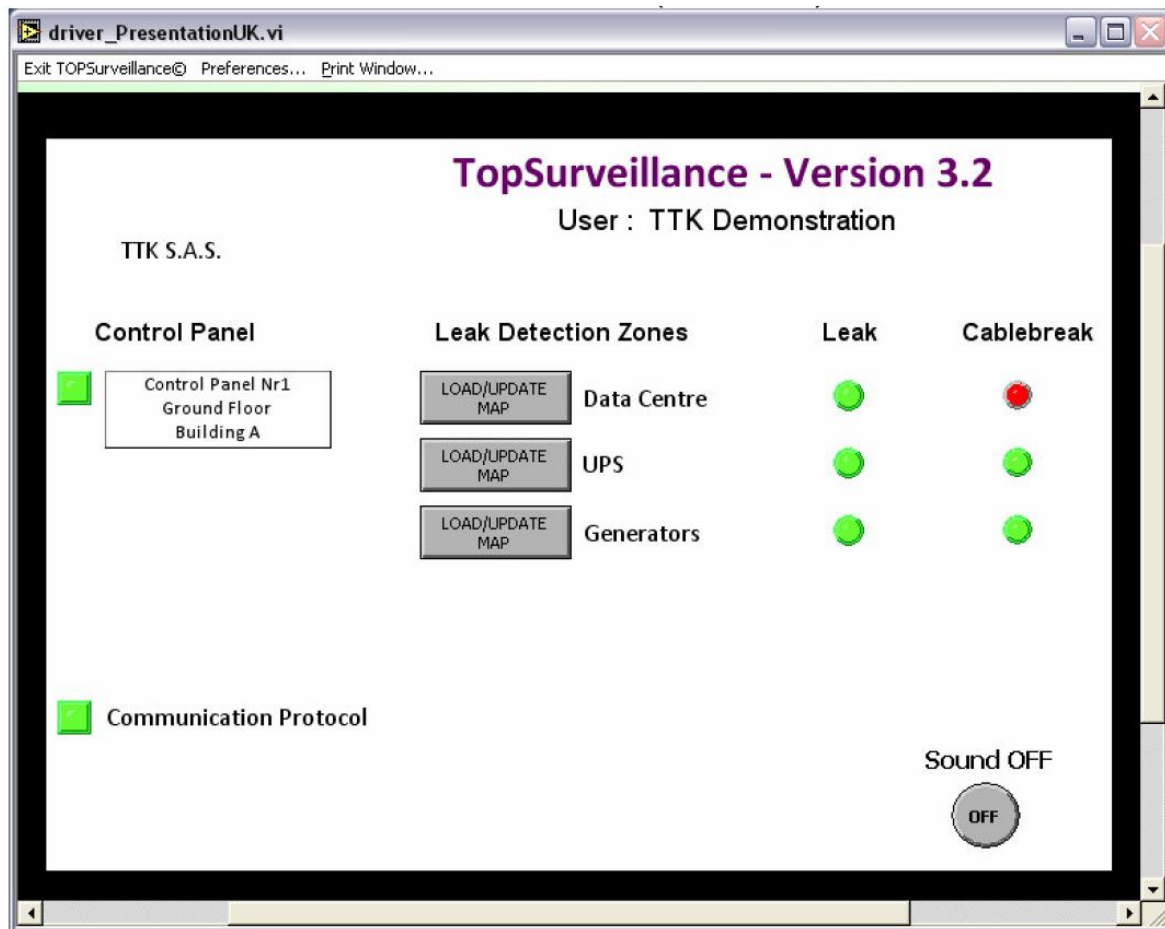 driver_PresentationUK.vi
Exit TOPSurveillance© Preferences... Print Window...
TopSurveillance - Version 3.2
User : TTK Demonstration
TTK S.A.S.
Control Panel Leak Detection Zones Leak Cablebreak
Control Panel Nr1
Ground Floor
Building A
LOAD/UPDATE
MAP
Data Centre
LOAD/UPDATE
MAP
UPS
LOAD/UPDATE
MAP
Generators
Communication Protocol
Sound OFF
OFF